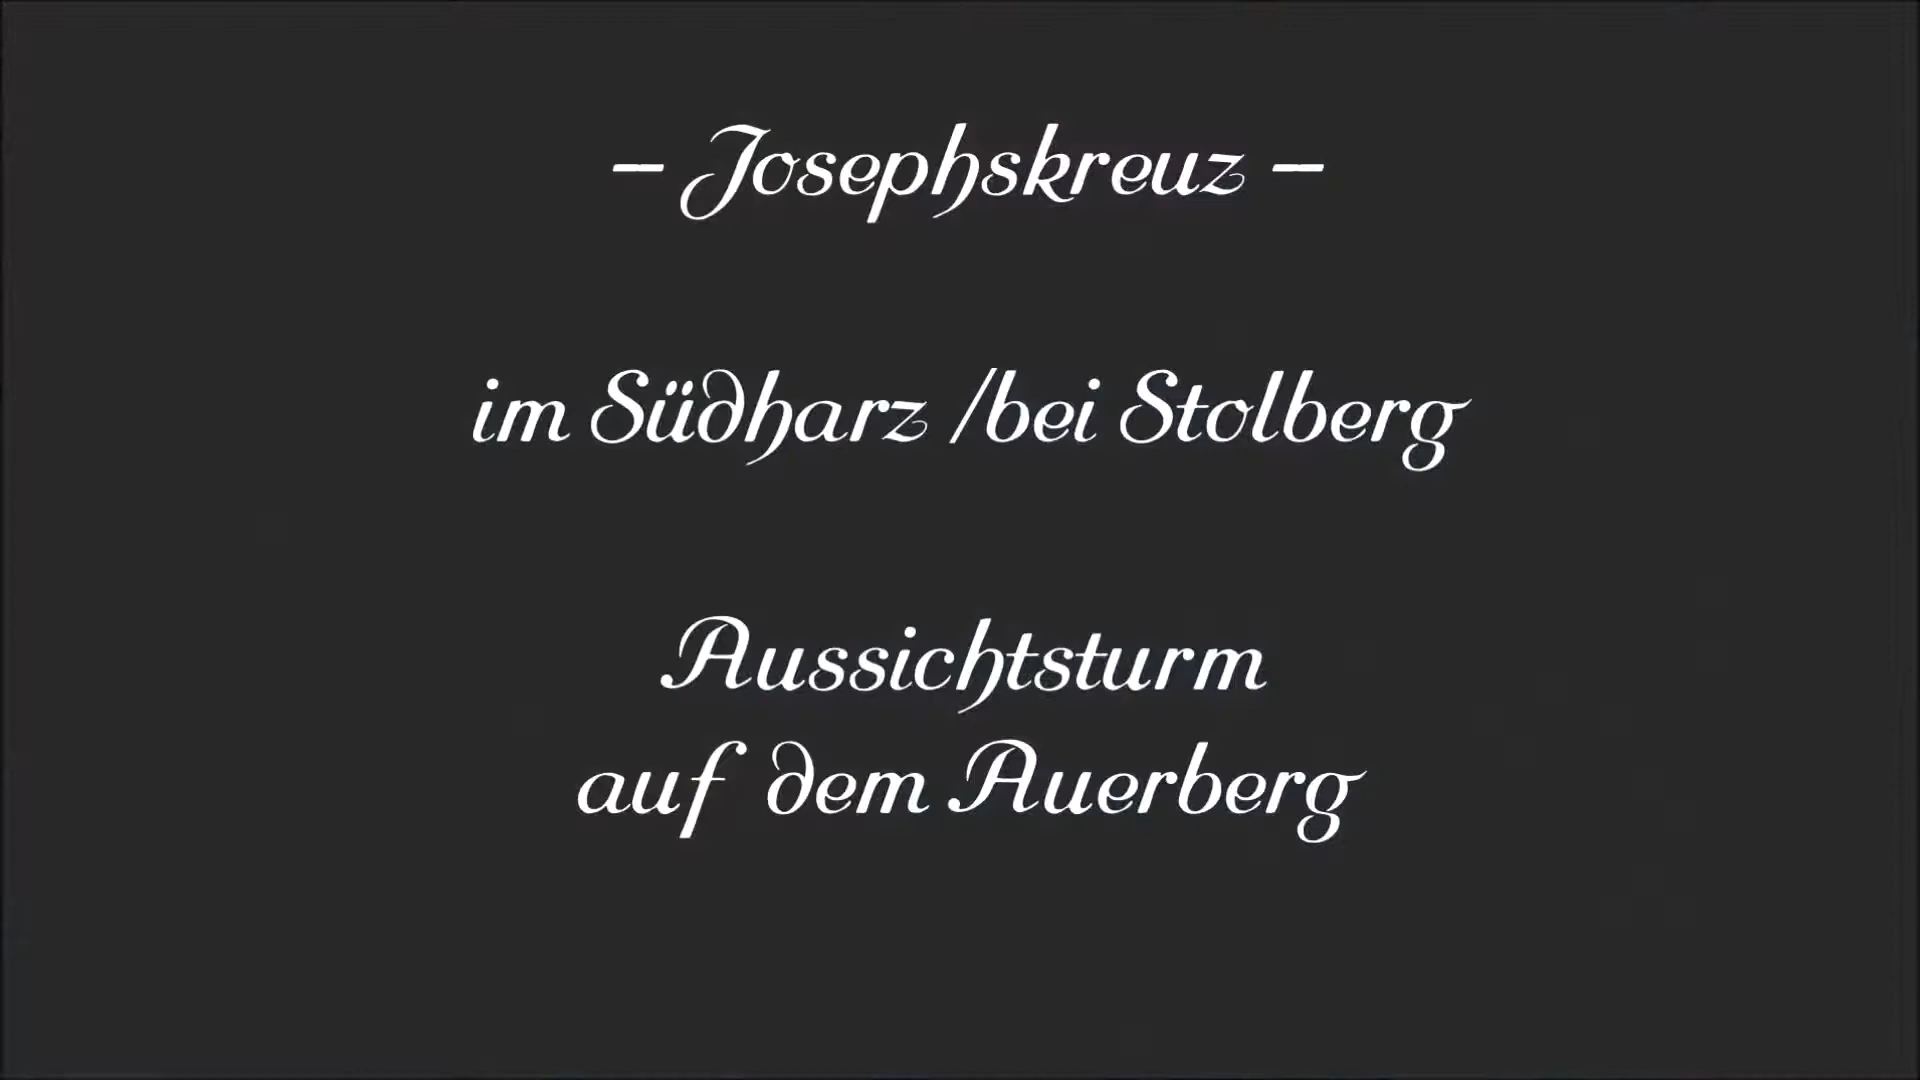 – Josephskreuz –
im Südharz /bei Stolberg
Aussichtsturm
auf dem Auerberg